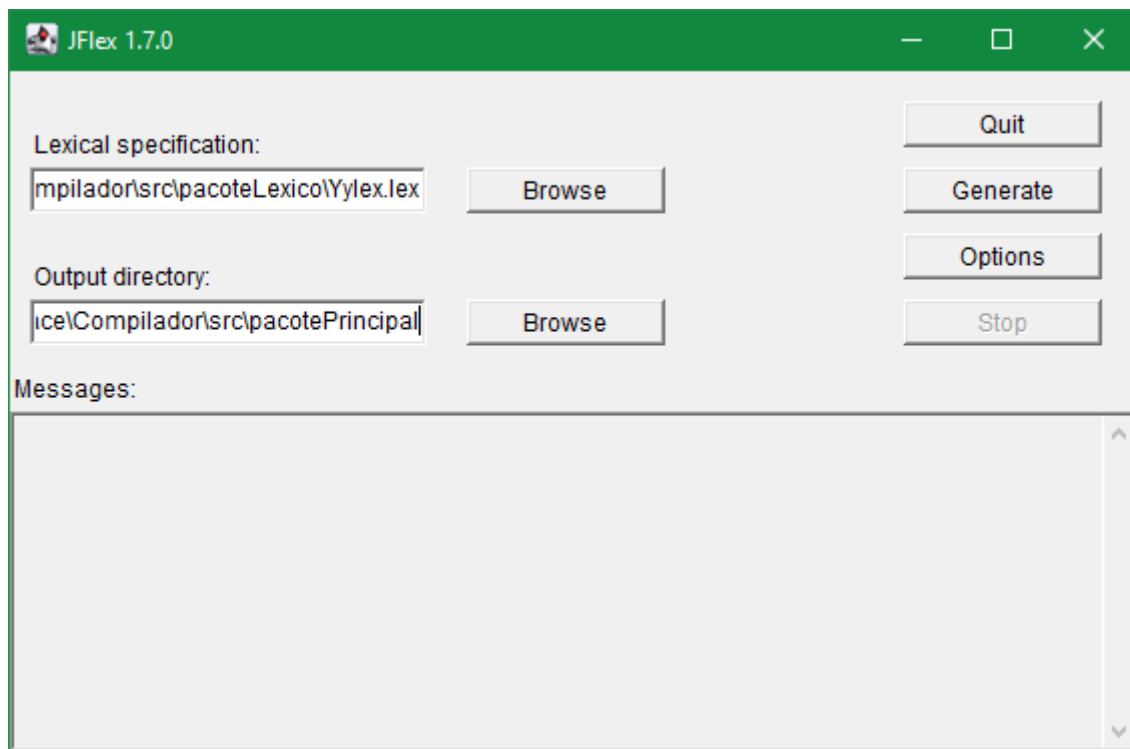 JFlex 1.7.0
Quit
Lexical specification:
mpilador\src\pacoteLexico\Yylex.lex
Browse
Generate
Options
Output directory:
ce\Compilador\src\pacotePrincipal
Browse
Stop
Messages: